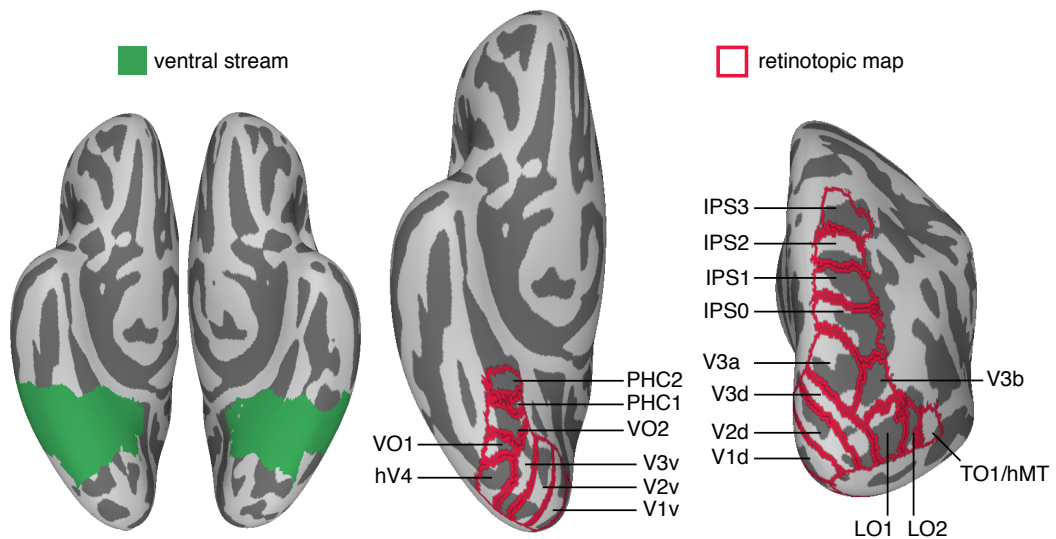 ventral stream
retinotopic map
PHC2
PHC1
VO1
VO2
hV4
V3v
V2v
V1v
IPS3
IPS2
IPS1
IPS0
V3a
V3b
V3d
V2d
V1d
TO1/hMT
LO1
LO2